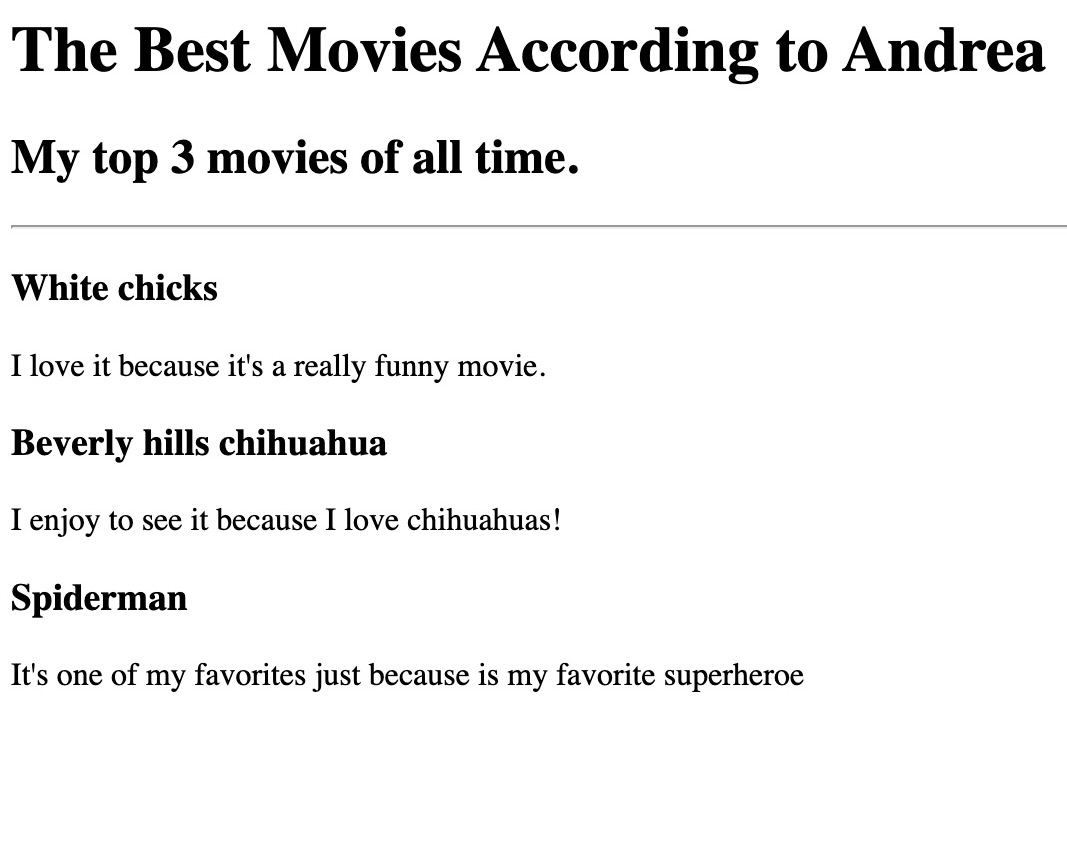 The Best Movies According to Andrea
My top 3 movies of all time.
White chicks
I love it because it's a really funny movie.
Beverly hills chihuahua
I enjoy to see it because I love chihuahuas!
Spiderman
It's one of my favorites just because is my favorite superheroe